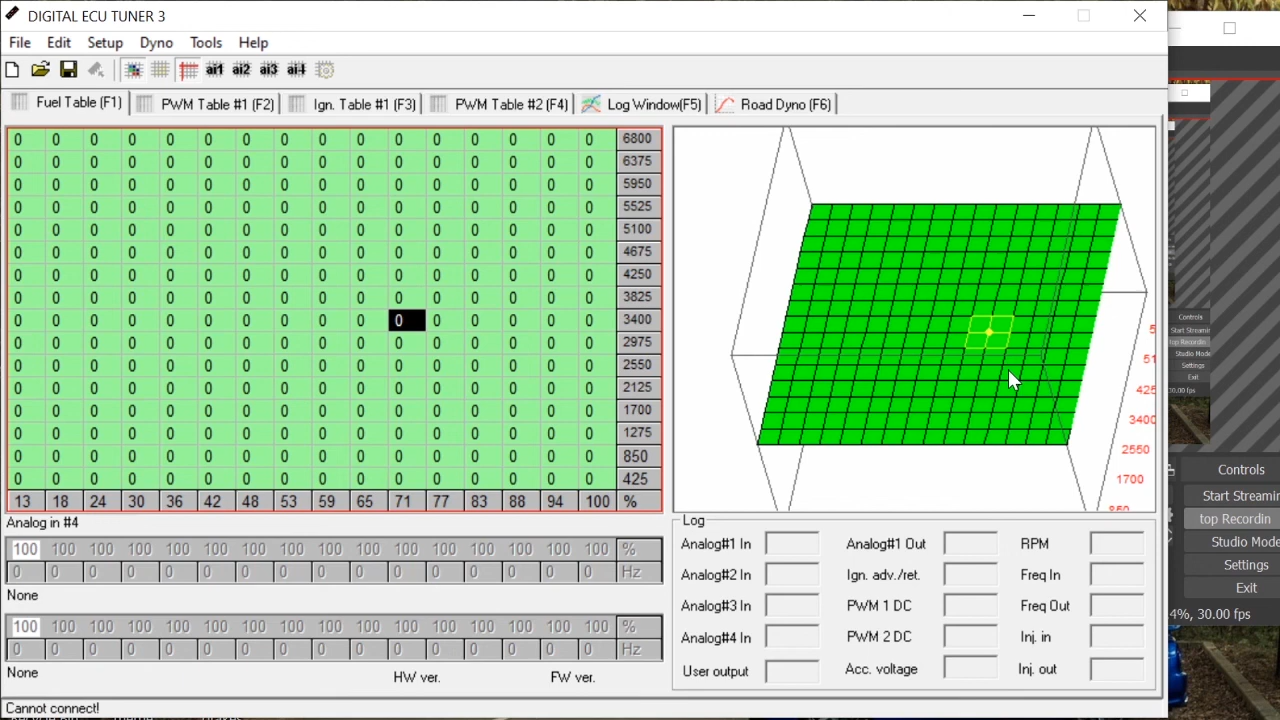 DIGITAL ECU TUNER 3
File Edit Setup Dyno Tools Help
ai1 ai2 ai3 ai4
Fuel Table (F1) PWM Table #1 (F2) Ign. Table #1 (F3) PWM Table #2 (F4) Log Window(F5) Road Dyno (F6)
0 0 0 0 0 0 0 0 0 0 0 0 0 0 0 0 6800
0 0 0 0 0 0 0 0 0 0 0 0 0 0 0 0 6375
0 0 0 0 0 0 0 0 0 0 0 0 0 0 0 0 5950
0 0 0 0 0 0 0 0 0 0 0 0 0 0 0 0 5525
0 0 0 0 0 0 0 0 0 0 0 0 0 0 0 0 5100
0 0 0 0 0 0 0 0 0 0 0 0 0 0 0 0 4675
0 0 0 0 0 0 0 0 0 0 0 0 0 0 0 0 4250
0 0 0 0 0 0 0 0 0 0 0 0 0 0 0 0 3825
0 0 0 0 0 0 0 0 0 0 0 0 0 0 0 0 3400
0 0 0 0 0 0 0 0 0 0 0 0 0 0 0 0 2975
0 0 0 0 0 0 0 0 0 0 0 0 0 0 0 0 2550
0 0 0 0 0 0 0 0 0 0 0 0 0 0 0 0 2125
0 0 0 0 0 0 0 0 0 0 0 0 0 0 0 0 1700
0 0 0 0 0 0 0 0 0 0 0 0 0 0 0 0 1275
0 0 0 0 0 0 0 0 0 0 0 0 0 0 0 0 850
0 0 0 0 0 0 0 0 0 0 0 0 0 0 0 0 425
13 18 24 30 36 42 48 53 59 65 71 77 83 88 94 100 %
Analog in #4
100 100 100 100 100 100 100 100 100 100 100 100 100 100 100 100 %
0 0 0 0 0 0 0 0 0 0 0 0 0 0 0 0 Hz
None
100 100 100 100 100 100 100 100 100 100 100 100 100 100 100 100 %
0 0 0 0 0 0 0 0 0 0 0 0 0 0 0 0 Hz
None
HW ver. FW ver.
Cannot connect!
5
51
425
3400
2550
1700
850
Log
Analog#1 In Analog#1 Out RPM
Analog#2 In Ign. adv./ret. Freq In
Analog#3 In PWM 1 DC Freq Out
Analog#4 In PWM 2 DC Inj. in
User output Acc. voltage Inj. out
Controls
Start Streamin
top Recordin
Studio Mode
Settings
Exit
30.00 fps
Controls
Start Streamin
top Recordin
Studio Mode
Settings
Exit
4%, 30.00 fps